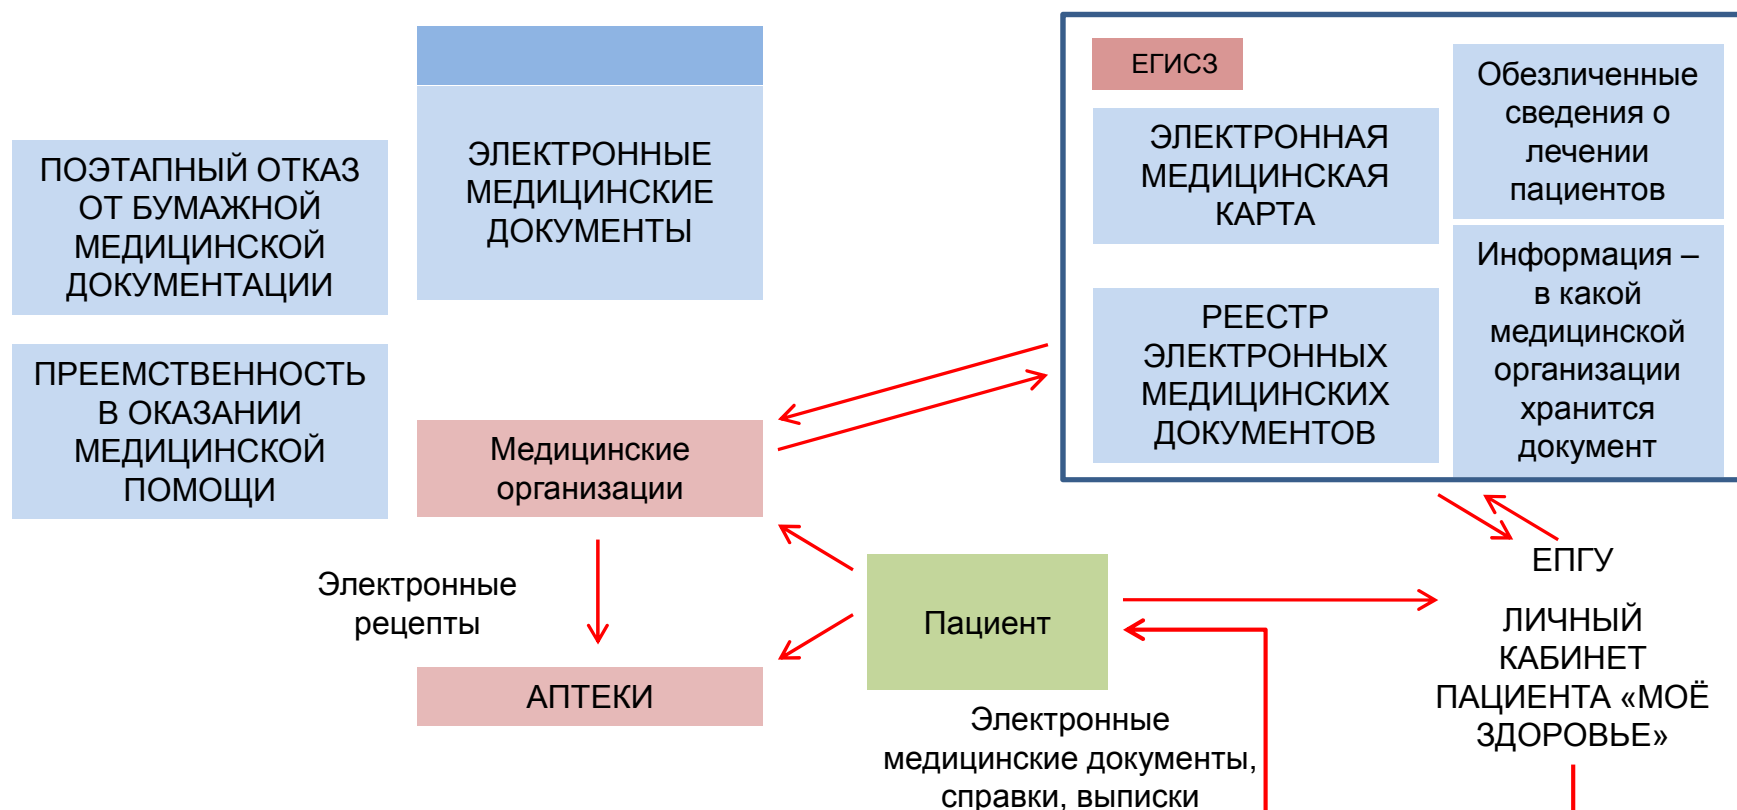 ПОЭТАПНЫЙ ОТКАЗ
ОТ БУМАЖНОЙ
МЕДИЦИНСКОЙ
ДОКУМЕНТАЦИИ
ПРЕЕМСТВЕННОСТЬ
В ОКАЗАНИИ
МЕДИЦИНСКОЙ
ПОМОЩИ
ЭЛЕКТРОННЫЕ
МЕДИЦИНСКИЕ
ДОКУМЕНТЫ
Медицинские
организации
Электронные
рецепты
АПТЕКИ
Пациент
Электронные
медицинские документы,
справки, выписки
ЕГИСЗ
ЭЛЕКТРОННАЯ
МЕДИЦИНСКАЯ
КАРТА
РЕЕСТР
ЭЛЕКТРОННЫХ
МЕДИЦИНСКИХ
ДОКУМЕНТОВ
Обезличенные
сведения о
лечении
пациентов
Информация –
в какой
медицинской
организации
хранится
документ
ЕПГУ
ЛИЧНЫЙ
КАБИНЕТ
ПАЦИЕНТА «МОЁ
ЗДОРОВЬЕ»